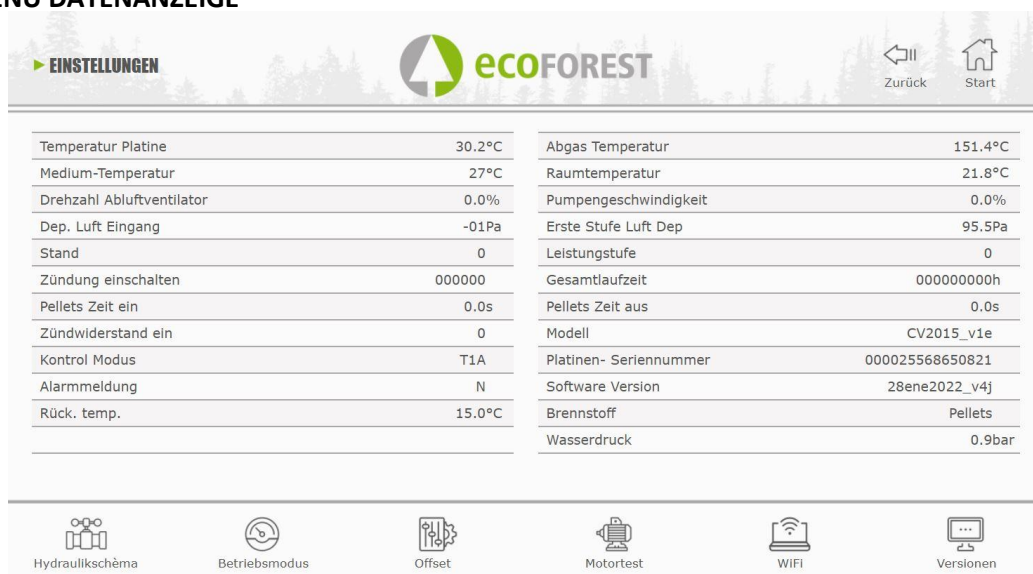 MENÜ DATENANZEIGE
EINSTELLUNGEN
ecoFOREST
Zurück
Start
Temperatur Platine 30.2°C
Medium-Temperatur 27°C
Drehzahl Abluftventilator 0.0%
Dep. Luft Eingang -01Pa
Stand 0
Zündung einschalten 000000
Pellets Zeit ein 0.0s
Zündwiderstand ein 0
Kontrol Modus T1A
Alarmmeldung N
Rück. temp. 15.0°C
Abgas Temperatur 151.4°C
Raumtemperatur 21.8°C
Pumpengeschwindigkeit 0.0%
Erste Stufe Luft Dep 95.5Pa
Leistungstufe 0
Gesamtlaufzeit 000000000h
Pellets Zeit aus 0.0s
Modell CV2015_v1e
Platinen- Seriennummer 000025568650821
Software Version 28ene2022_v4j
Brennstoff Pellets
Wasserdruck 0.9bar
Hydraulikschèma
Betriebsmodus
Offset
Motortest
WiFi
Versionen